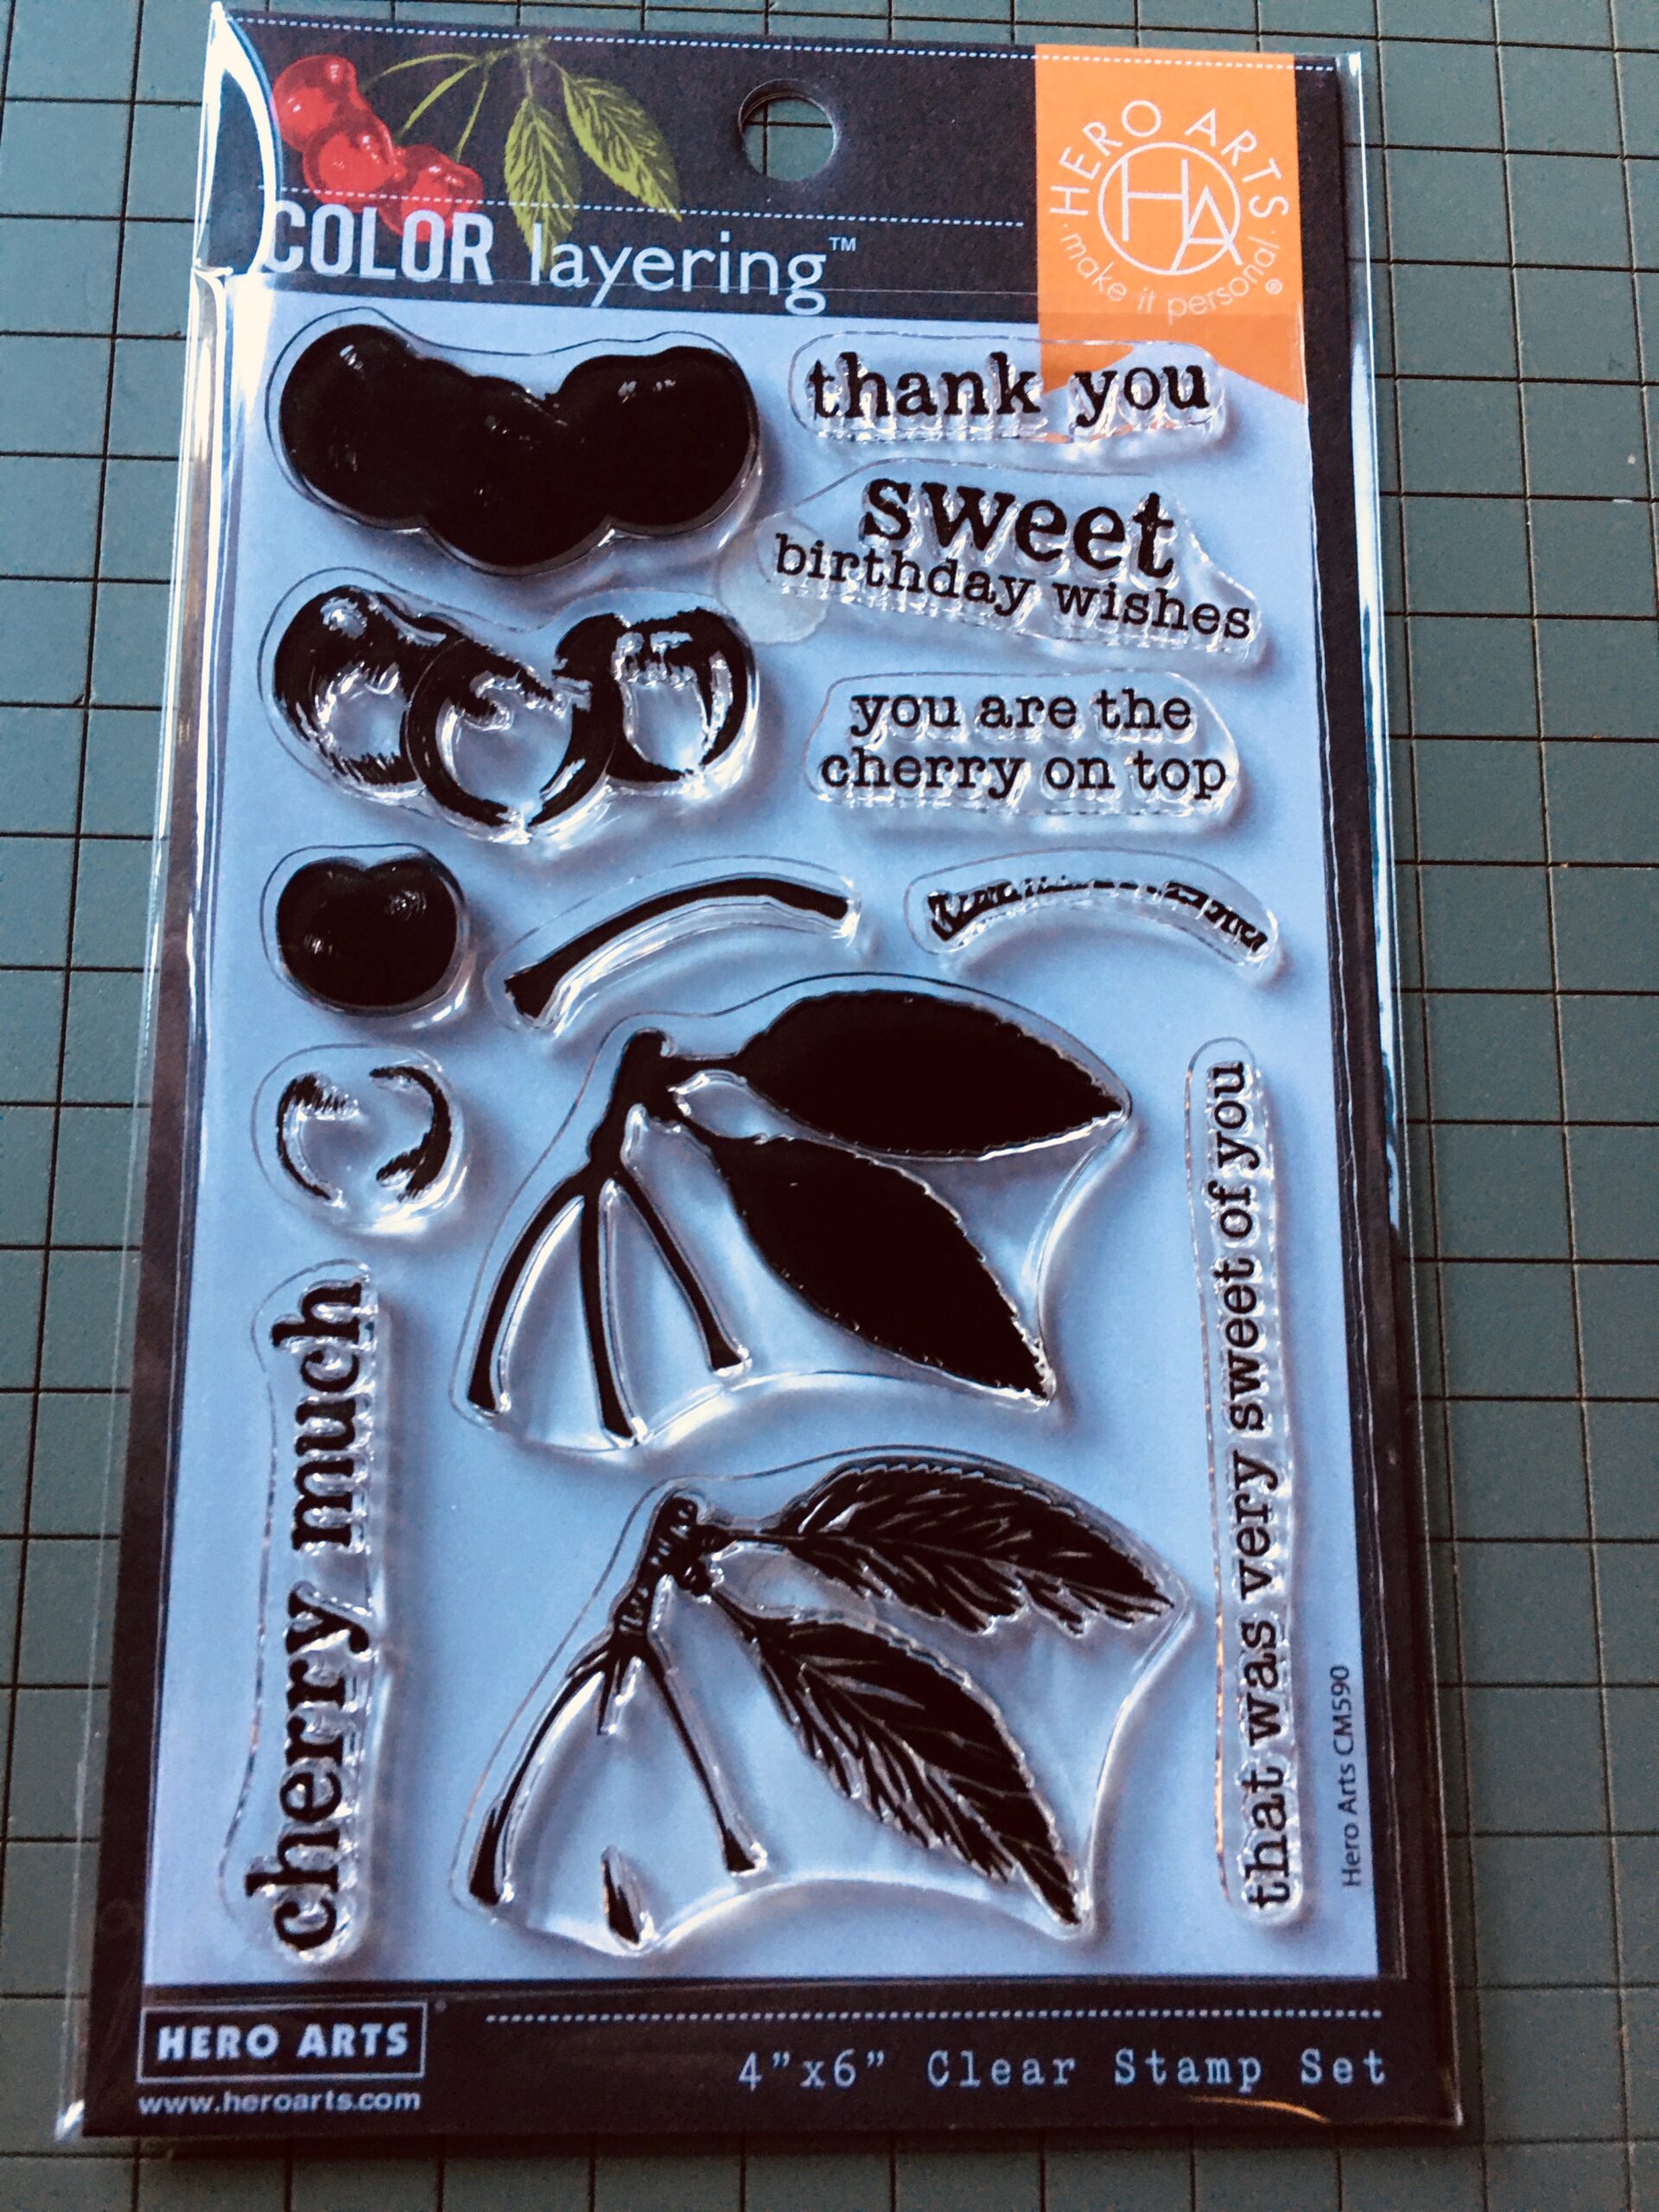 COLOR layering™
HERO ARTS
HA
make it personal®
thank you
sweet
birthday wishes
you are the
cherry on top
cherry much
that was very sweet of you
Hero Arts CM590
HERO ARTS
www.heroarts.com
4"x6" Clear Stamp Set